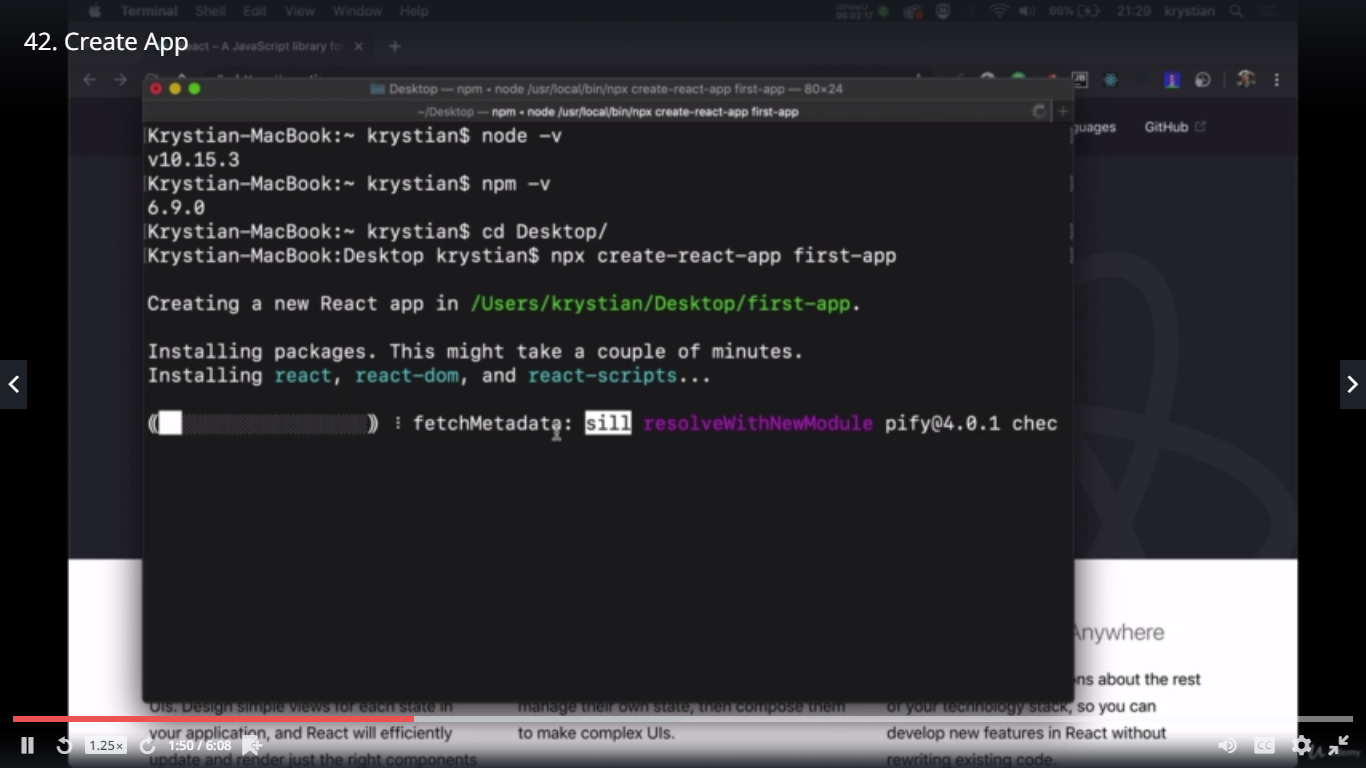 Terminal Shell Edit View Window Help
00:02:17 66% 21:29 krystian
42. Create App
act – A JavaScript library fo
Desktop — npm • node /usr/local/bin/npx create-react-app first-app — 80×24
~/Desktop — npm • node /usr/local/bin/npx create-react-app first-app
guages GitHub
Krystian-MacBook:~ krystian$ node -v
v10.15.3
Krystian-MacBook:~ krystian$ npm -v
6.9.0
Krystian-MacBook:~ krystian$ cd Desktop/
Krystian-MacBook:Desktop krystian$ npx create-react-app first-app
Creating a new React app in /Users/krystian/Desktop/first-app.
Installing packages. This might take a couple of minutes.
Installing react, react-dom, and react-scripts...
fetchMetadata: sill resolveWithNewModule pify@4.0.1 chec
Anywhere
ns about the rest
UIs. Design simple views for each state in
manage their own state, then compose them
of your technology stack, so you can
your application, and React will efficiently
to make complex UIs.
develop new features in React without
update and render just the right components
rewriting existing code.
1.25×
1:50 / 6:08
CC